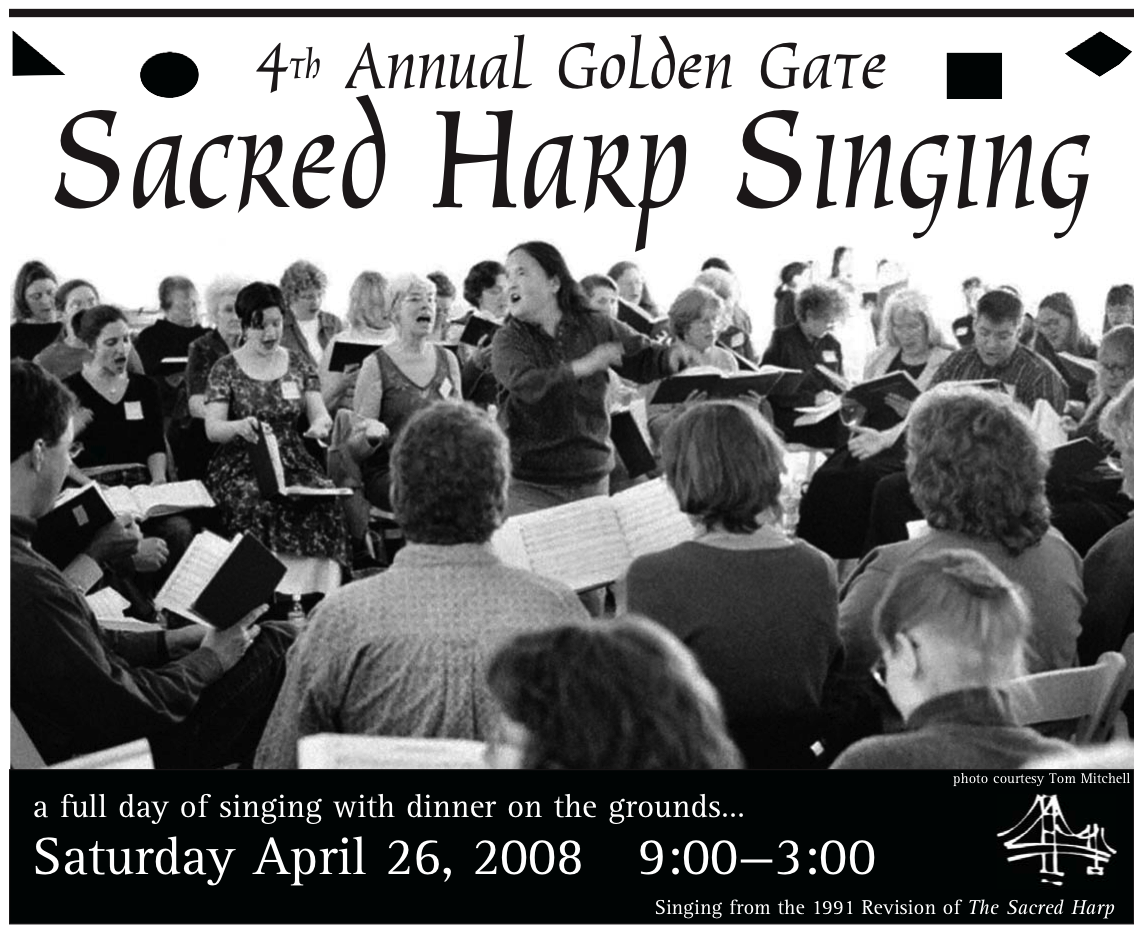 4th Annual Golden Gate
Sacred Harp Singing
photo courtesy Tom Mitchell
a full day of singing with dinner on the grounds...
Saturday April 26, 2008 9:00–3:00
Singing from the 1991 Revision of The Sacred Harp